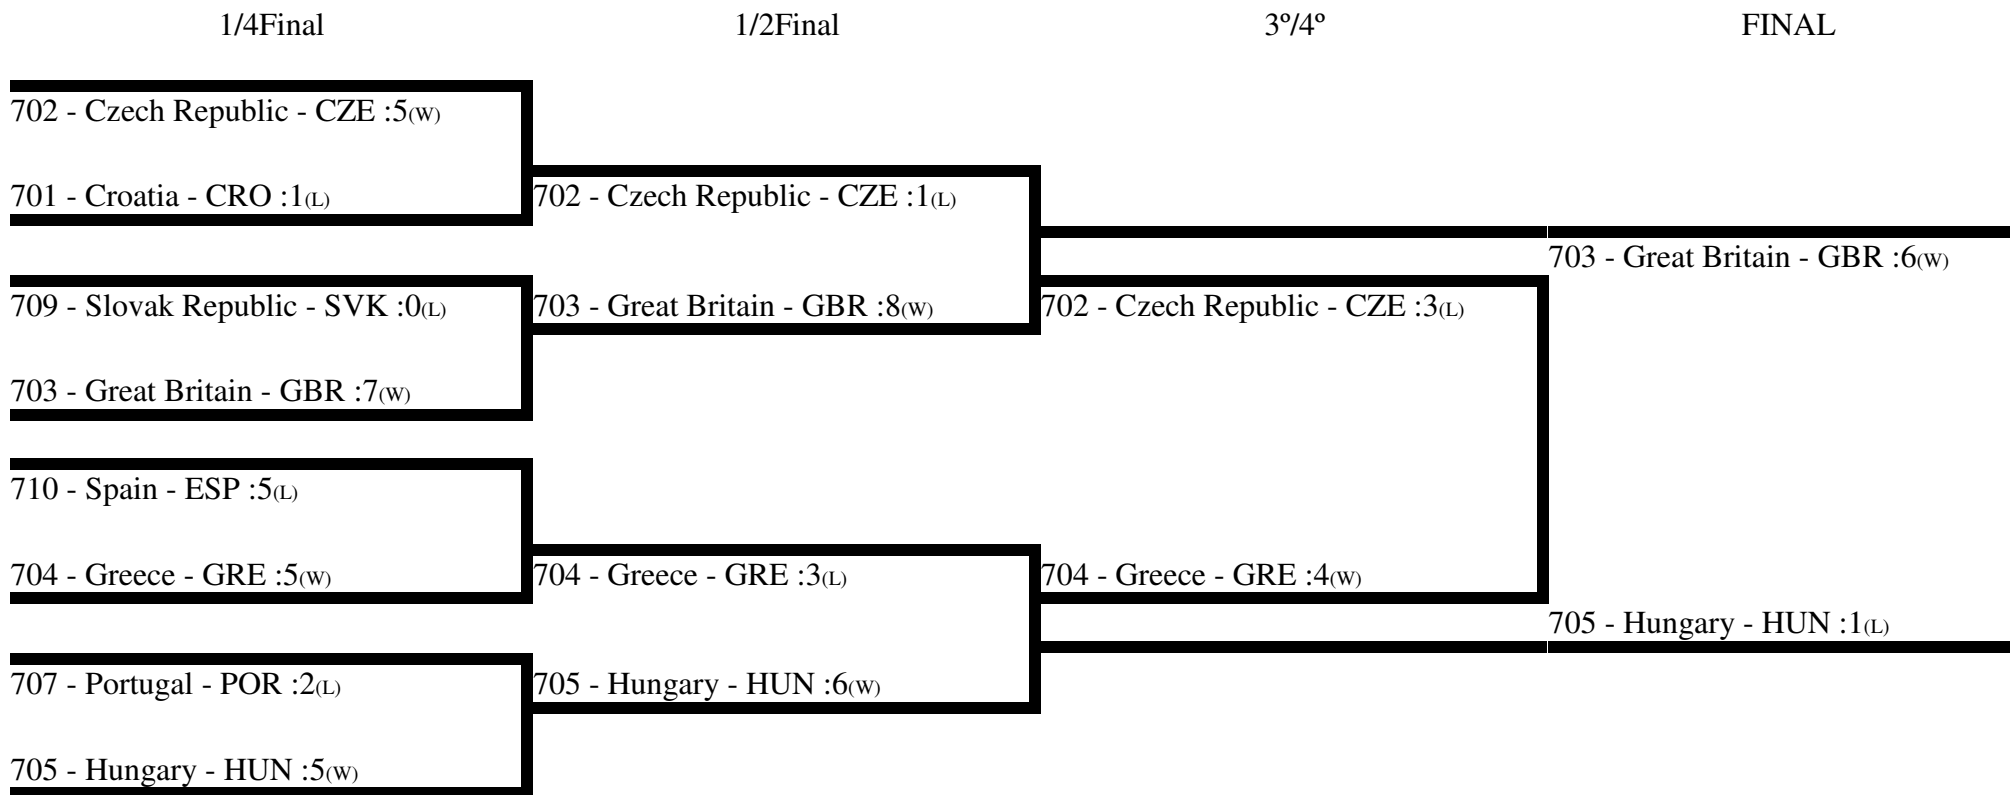 1/4Final 1/2Final 3º/4º FINAL
702 - Czech Republic - CZE :5(W)
701 - Croatia - CRO :1(L)
709 - Slovak Republic - SVK :0(L)
703 - Great Britain - GBR :7(W)
710 - Spain - ESP :5(L)
704 - Greece - GRE :5(W)
707 - Portugal - POR :2(L)
705 - Hungary - HUN :5(W)
702 - Czech Republic - CZE :1(L)
703 - Great Britain - GBR :8(W)
704 - Greece - GRE :3(L)
705 - Hungary - HUN :6(W)
702 - Czech Republic - CZE :3(L)
704 - Greece - GRE :4(W)
703 - Great Britain - GBR :6(W)
705 - Hungary - HUN :1(L)